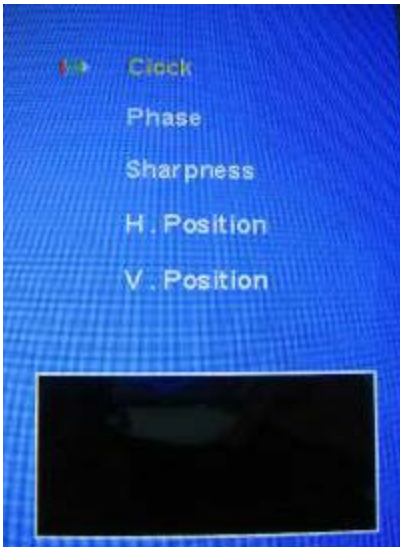 Clock
Phase
Sharpness
H.Position
V.Position